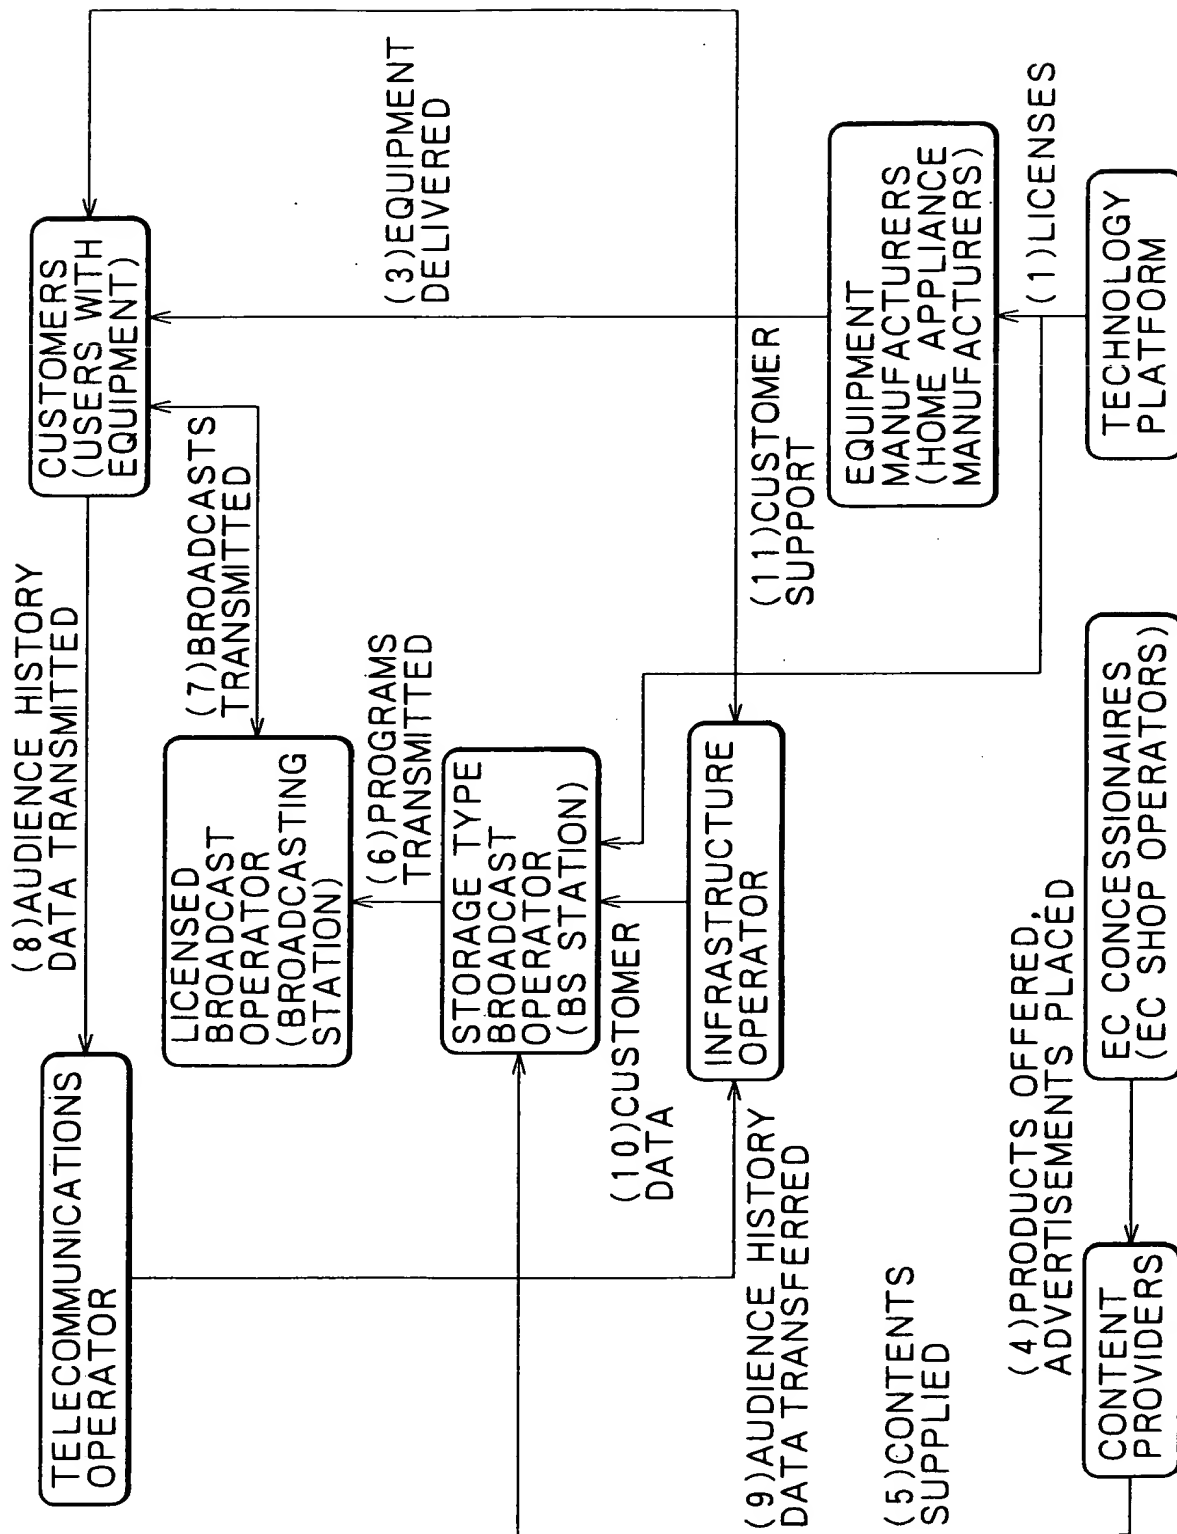 (8)AUDIENCE HISTORY
DATA TRANSMITTED
TELECOMMUNICATIONS
OPERATOR
CUSTOMERS
(USERS WITH
EQUIPMENT)
(7)BROADCASTS
TRANSMITTED
LICENSED
BROADCAST
OPERATOR
(BROADCASTING
STATION)
(6)PROGRAMS
TRANSMITTED
(3)EQUIPMENT
DELIVERED
STORAGE TYPE
BROADCAST
OPERATOR
(BS STATION)
(10)CUSTOMER
DATA
INFRASTRUCTURE
OPERATOR
(9)AUDIENCE HISTORY
DATA TRANSFERRED
(11)CUSTOMER
SUPPORT
EQUIPMENT
MANUFACTURERS
(HOME APPLIANCE
MANUFACTURERS)
(5)CONTENTS
SUPPLIED
(4)PRODUCTS OFFERED,
ADVERTISEMENTS PLACED
(1)LICENSES
CONTENT
PROVIDERS
EC CONCESSIONAIRES
(EC SHOP OPERATORS)
TECHNOLOGY
PLATFORM